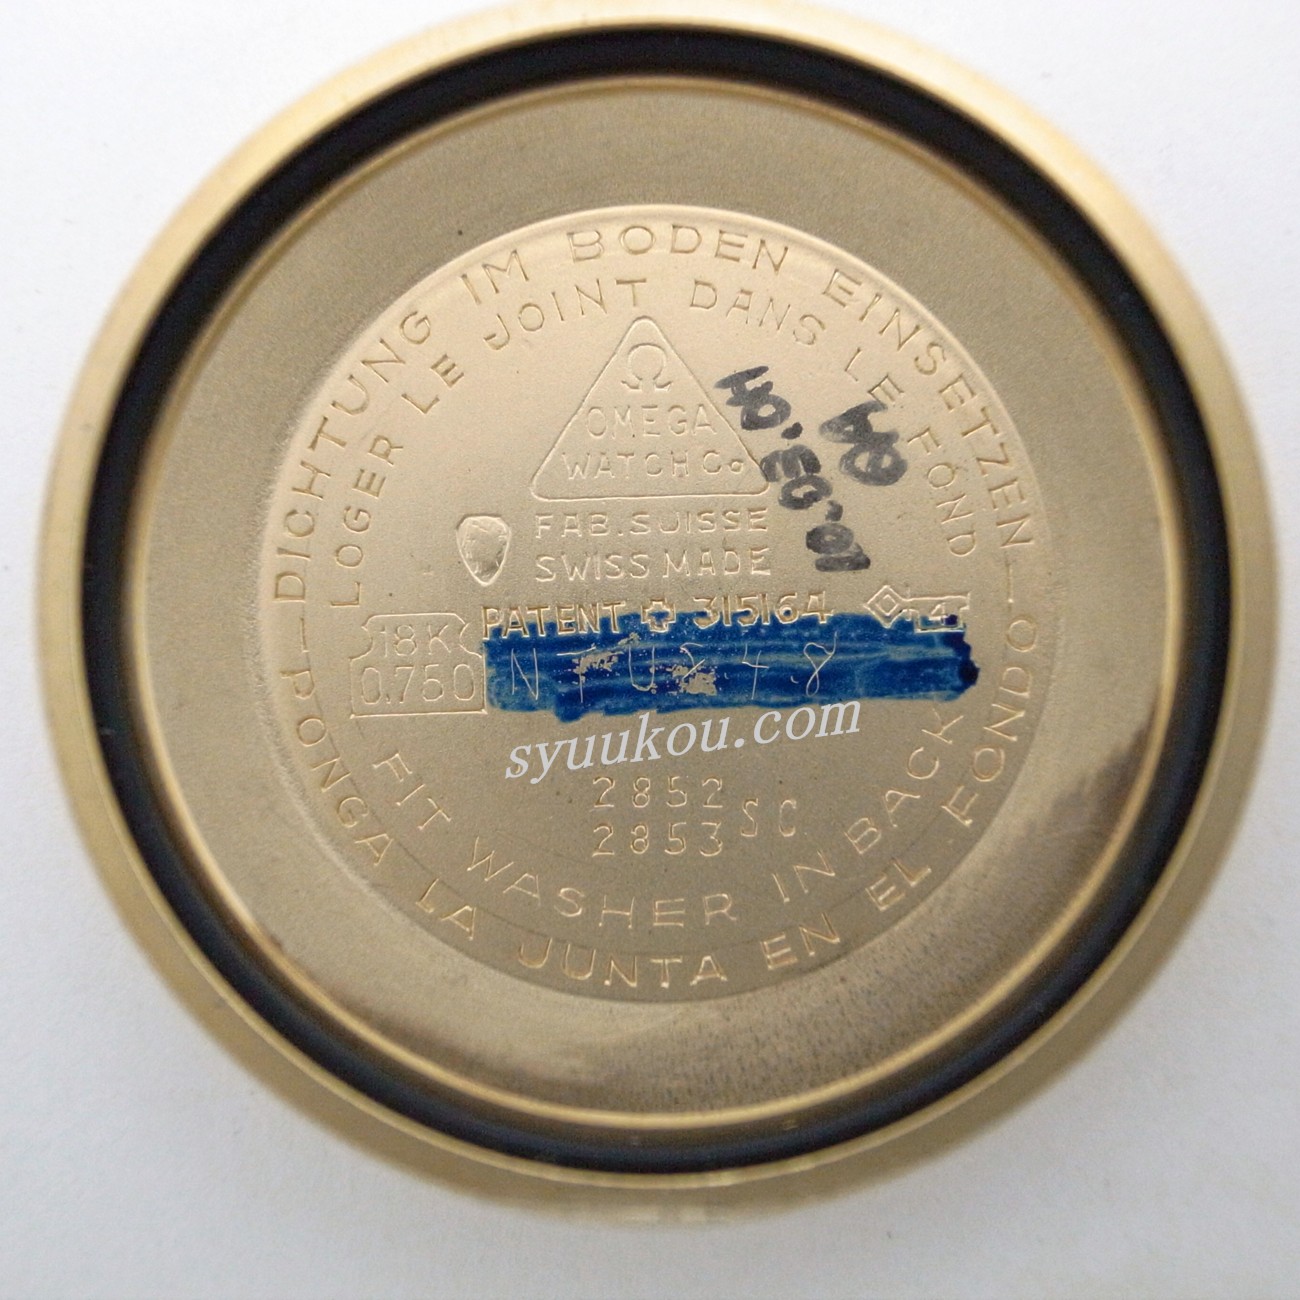 DICHTUNG IM BODEN EINSETZEN
LOGER LE JOINT DANS LE FOND
Ω
OMEGA
WATCH Co
FAB. SUISSE
SWISS MADE
PATENT ✚ 315164
18K
0.750
syuukou.com
2852
2853 SC
FIT WASHER IN BACK
PONGA LA JUNTA EN EL FONDO